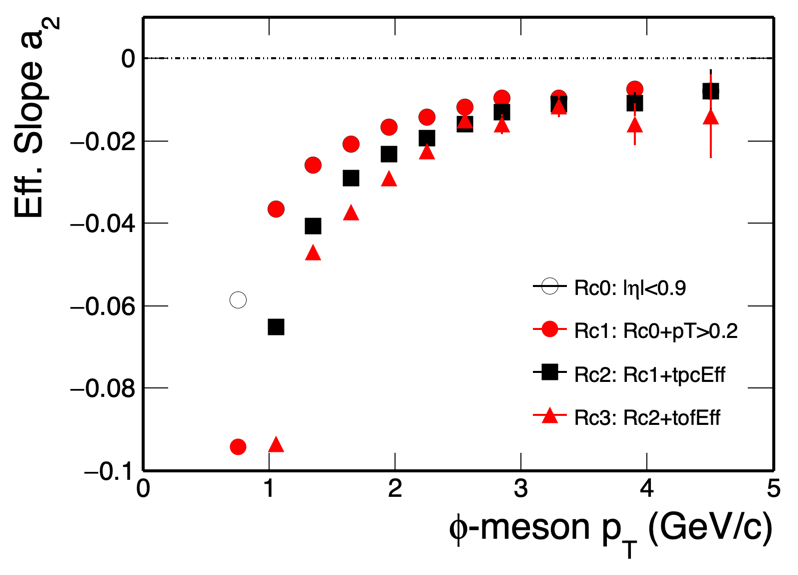 Eff. Slope a2
0
−0.02
−0.04
−0.06
−0.08
−0.1
Rc0: |η|<0.9
Rc1: Rc0+pT>0.2
Rc2: Rc1+tpcEff
Rc3: Rc2+tofEff
0 1 2 3 4 5
ϕ-meson pT (GeV/c)